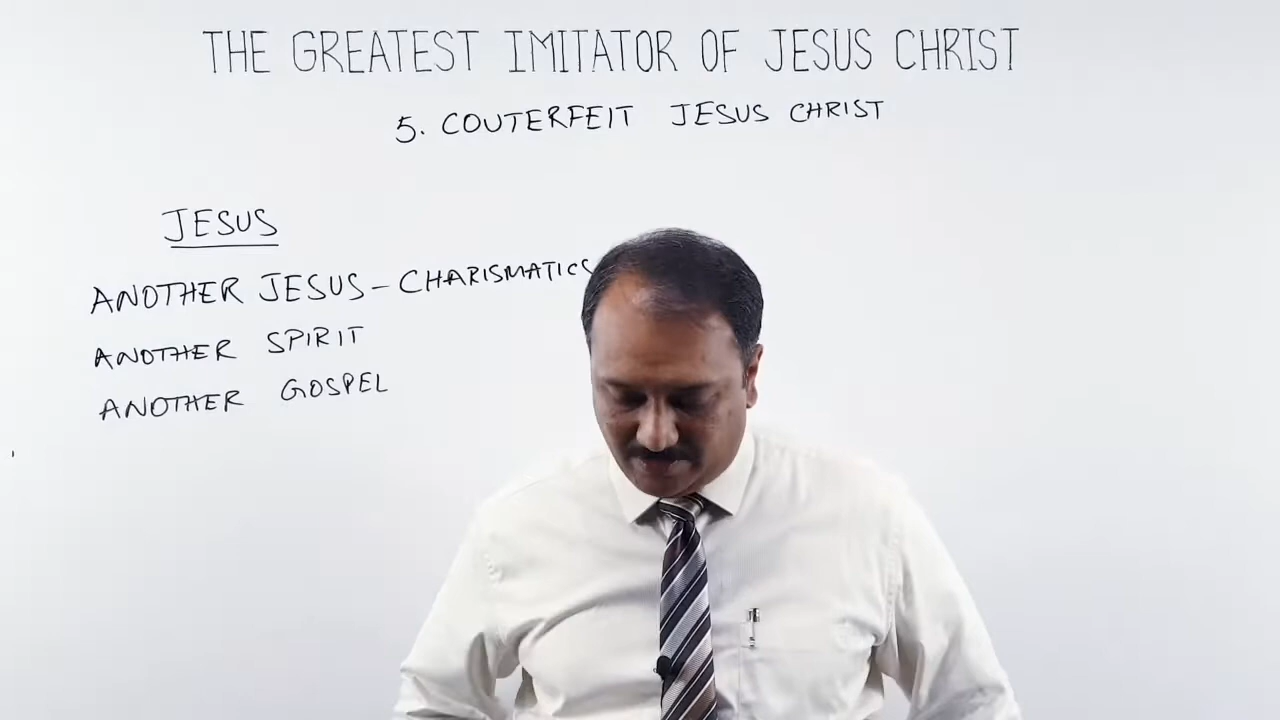 THE GREATEST IMITATOR OF JESUS CHRIST
5. COUTERFEIT JESUS CHRIST
JESUS
ANOTHER JESUS - CHARISMATICS
ANOTHER SPIRIT
ANOTHER GOSPEL